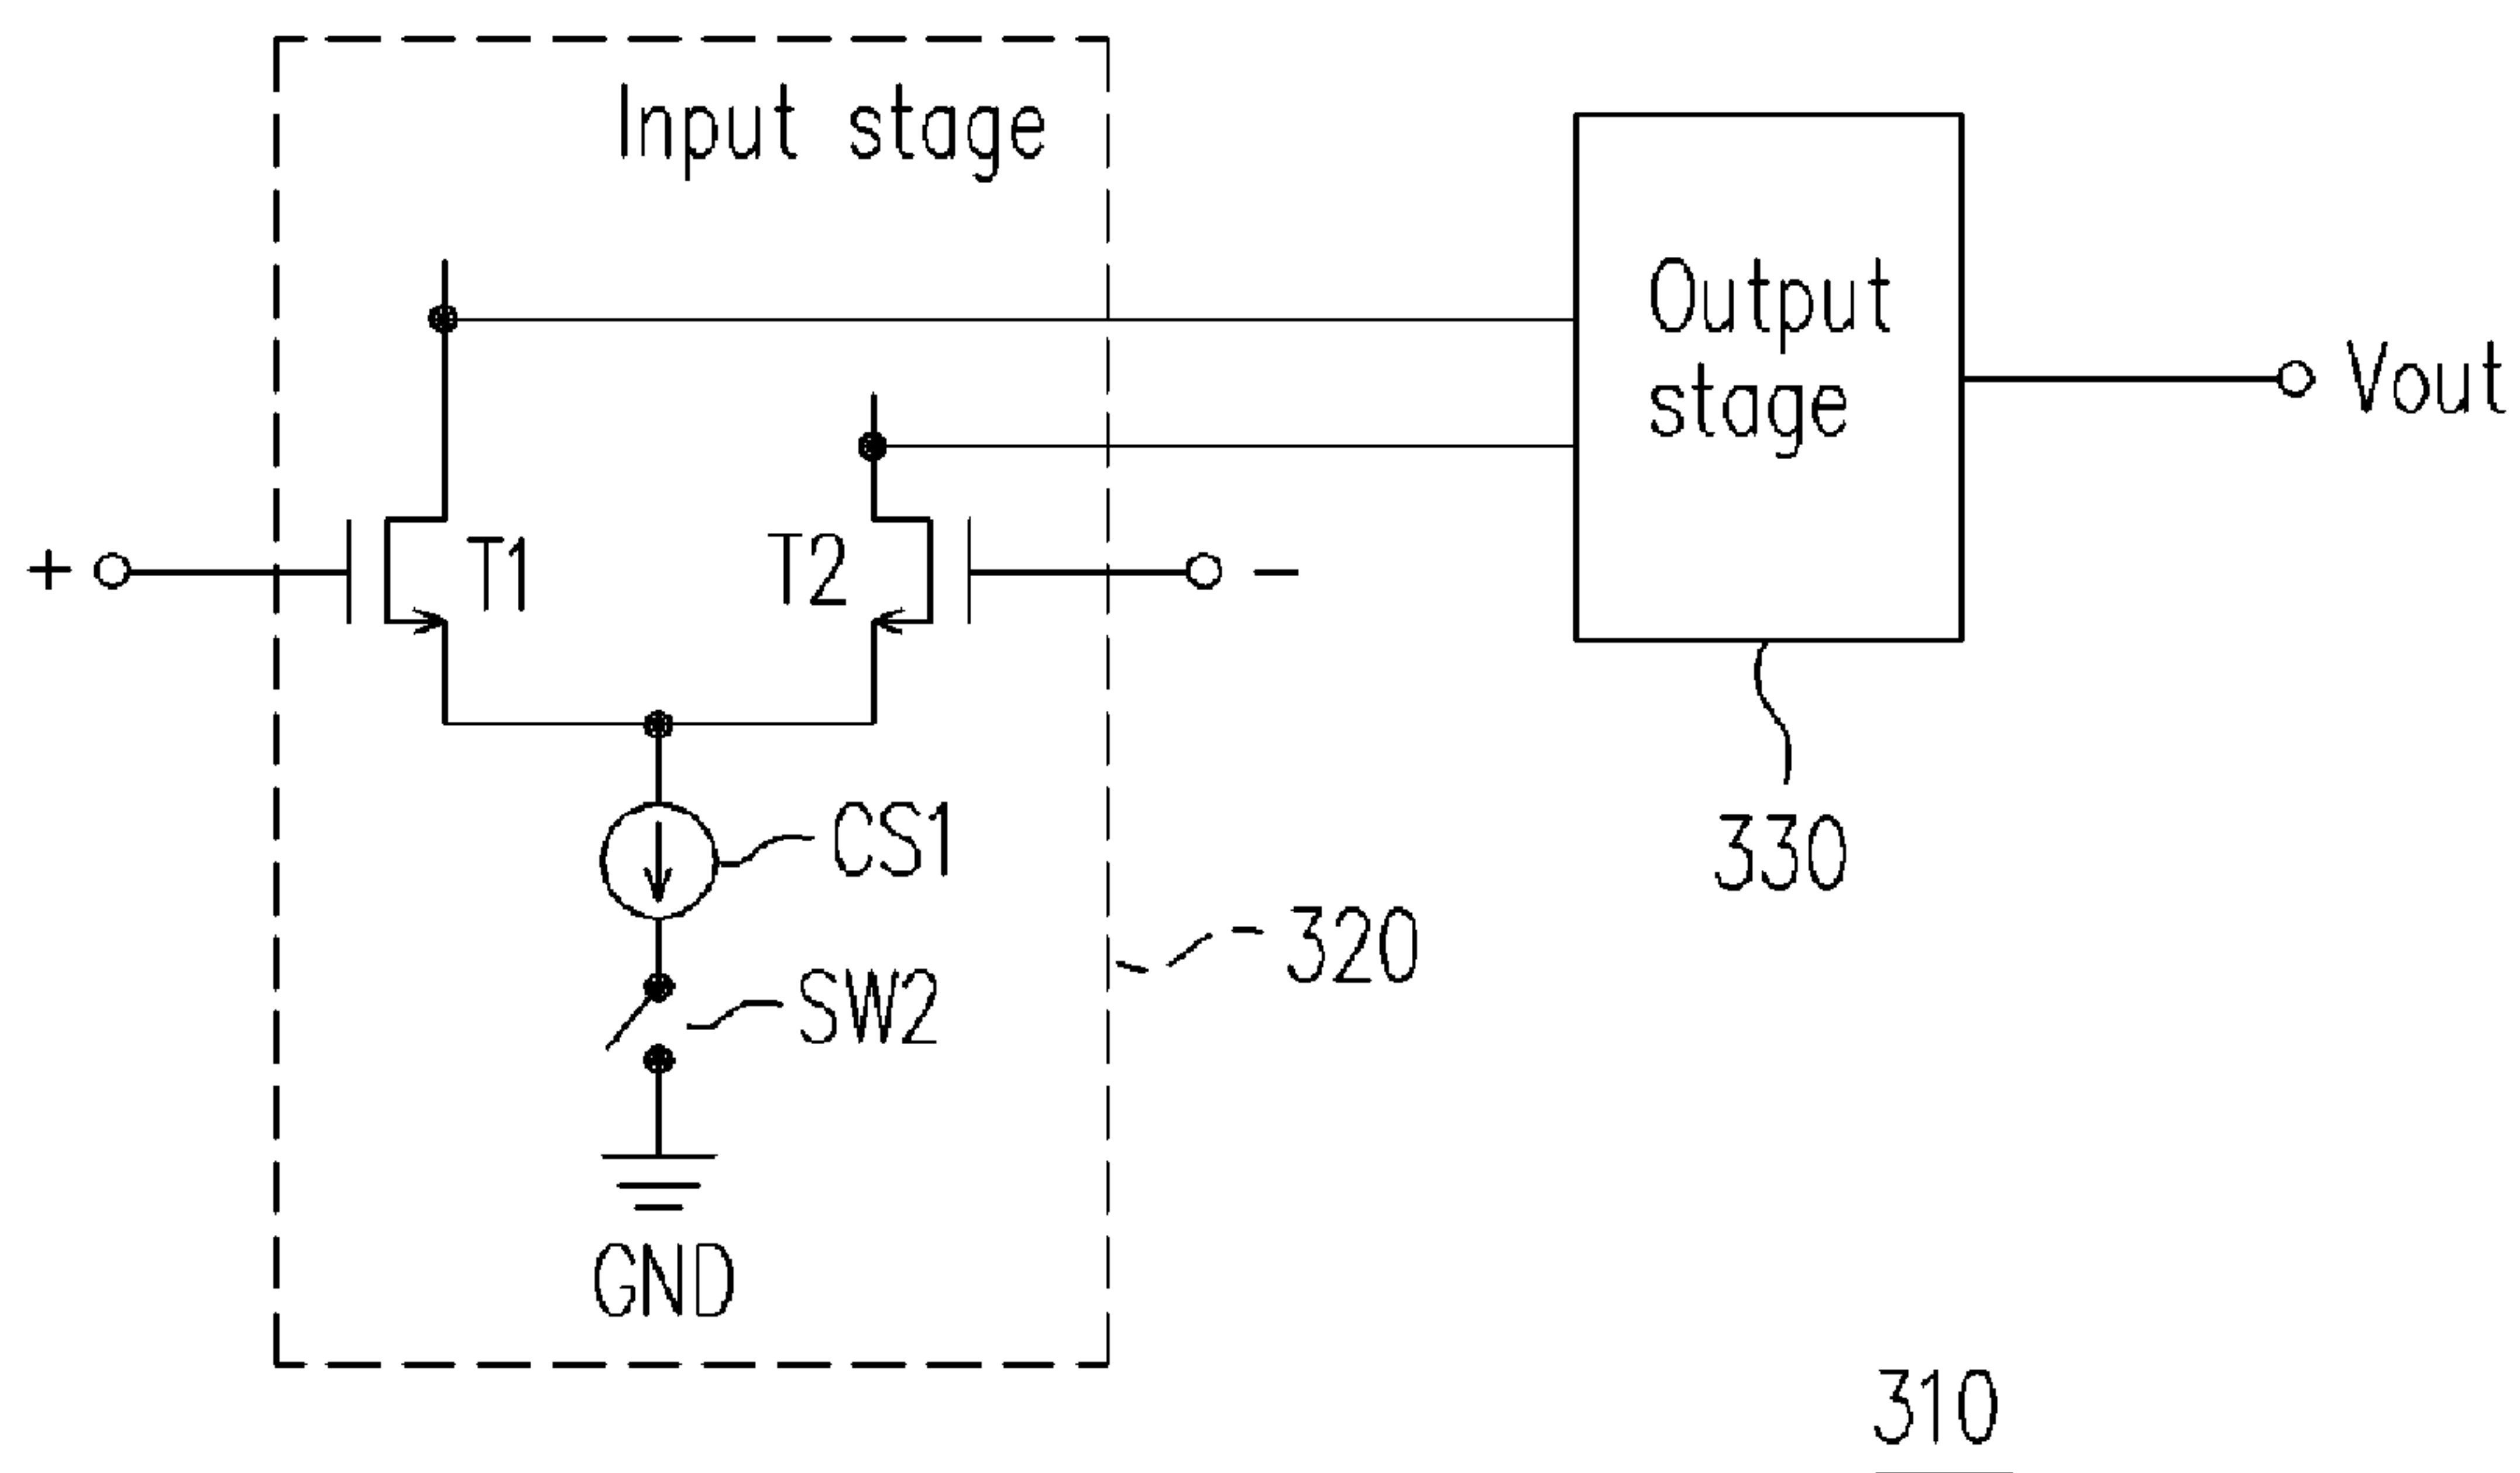 Input stage
Output
stage
Vout
+
T1
T2
-
CS1
330
320
SW2
GND
310